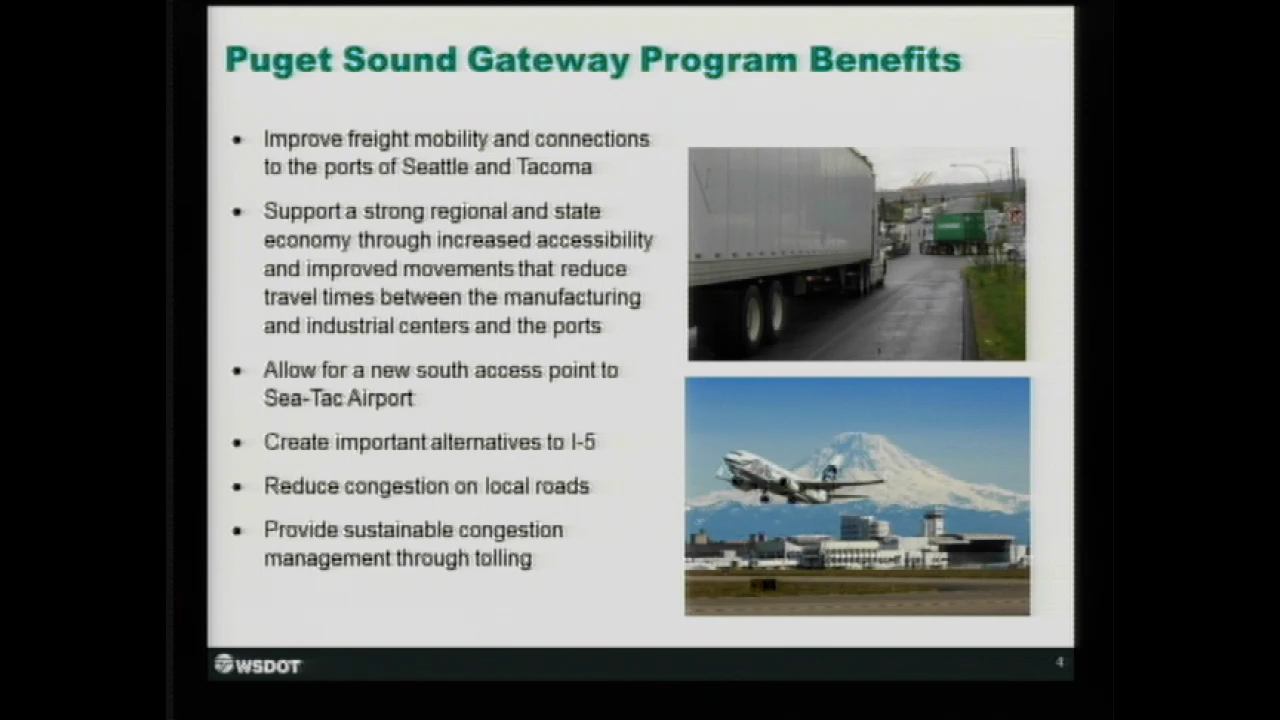 Puget Sound Gateway Program Benefits
• Improve freight mobility and connections
to the ports of Seattle and Tacoma
• Support a strong regional and state
economy through increased accessibility
and improved movements that reduce
travel times between the manufacturing
and industrial centers and the ports
• Allow for a new south access point to
Sea-Tac Airport
• Create important alternatives to I-5
• Reduce congestion on local roads
• Provide sustainable congestion
management through tolling
WSDOT
4